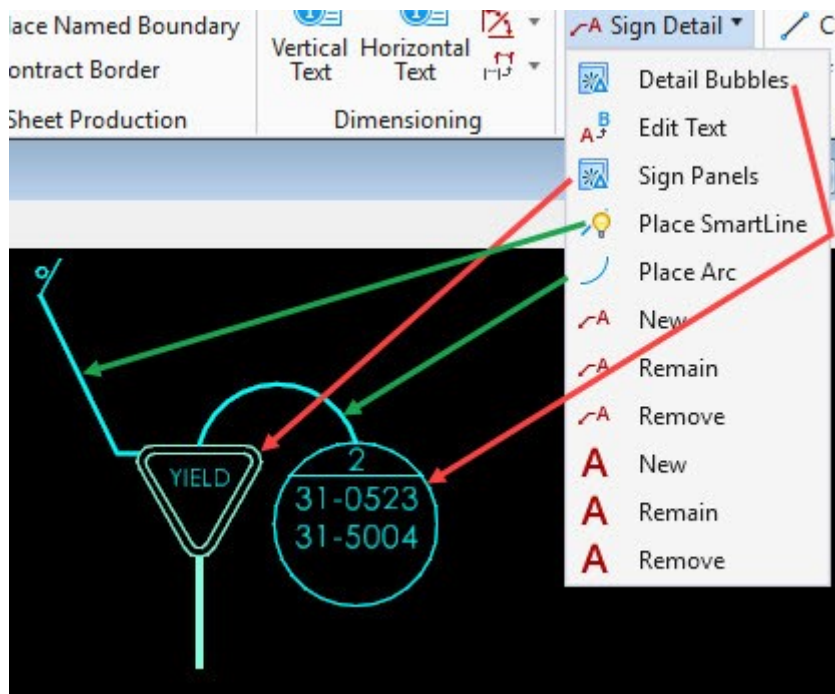 lace Named Boundary
ontract Border
Sheet Production
Vertical Text
Horizontal Text
Dimensioning
A Sign Detail
C
Detail Bubbles
A B Edit Text
Sign Panels
Place SmartLine
Place Arc
A New
A Remain
A Remove
A New
A Remain
A Remove
YIELD
2
31-0523
31-5004